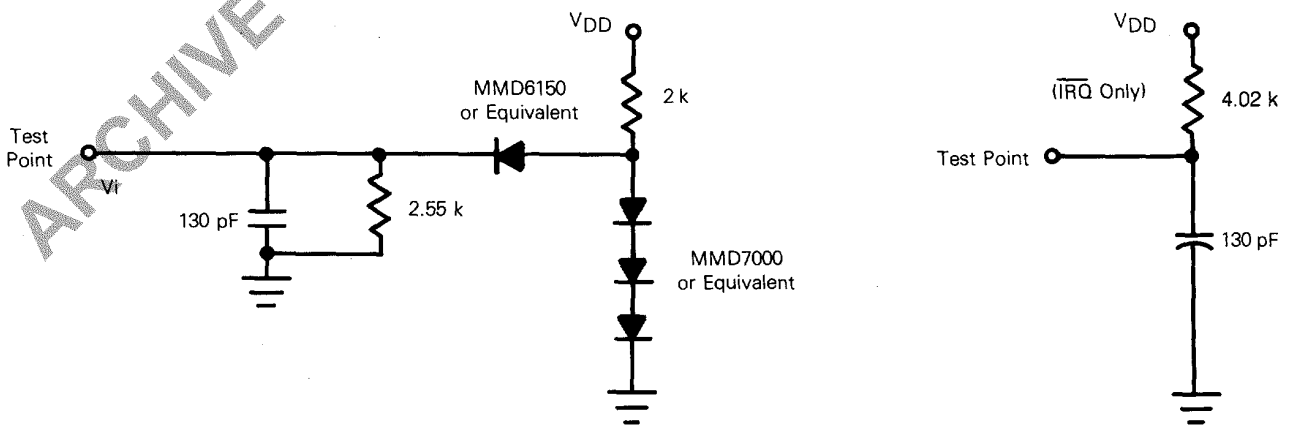 ARCHIVE
VDD
MMD6150
or Equivalent
2 k
Test
Point
Vi
130 pF
2.55 k
MMD7000
or Equivalent
VDD
(IRQ Only)
4.02 k
Test Point
130 pF